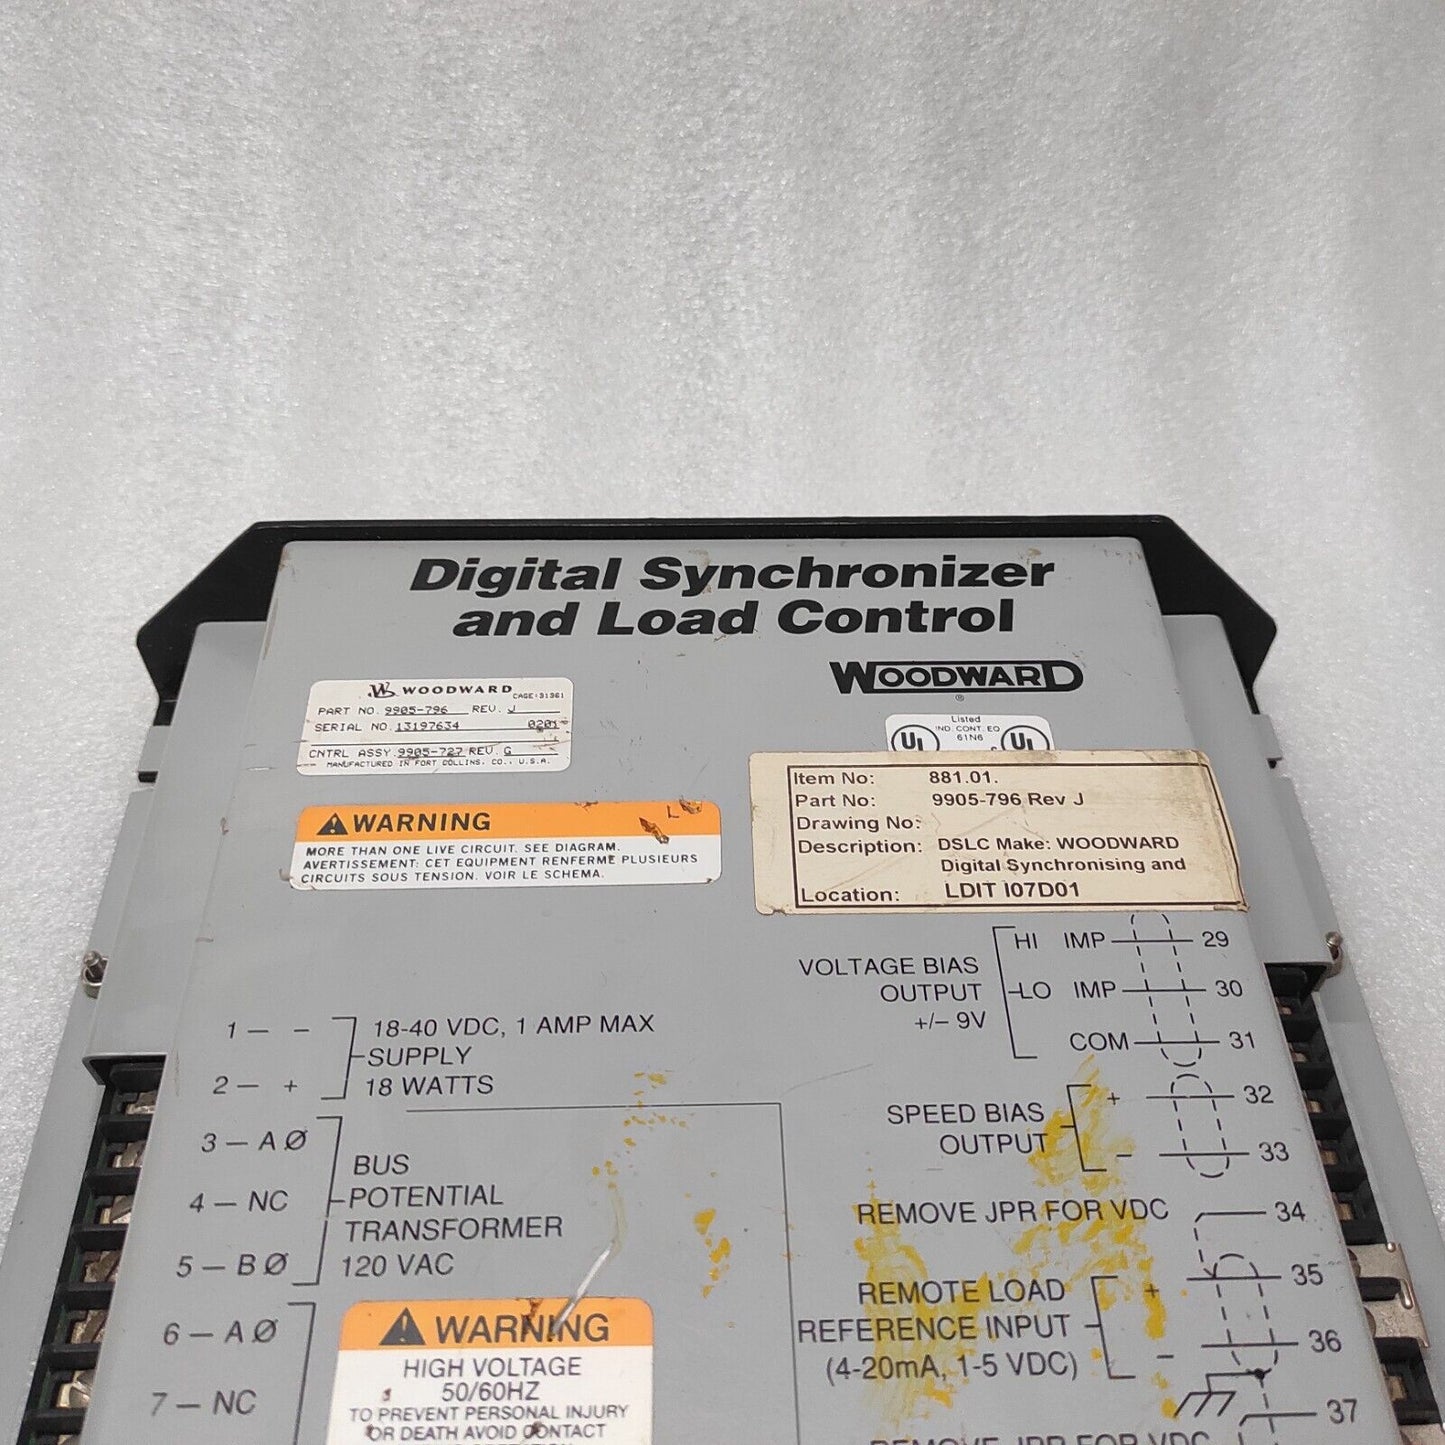 Digital Synchronizer
and Load Control
WOODWARD
®
WOODWARD CAGE:31361
PART NO. 9905-796 REV. J
SERIAL NO. 13197634 0201
CNTRL ASSY. 9905-727 REV. G
MANUFACTURED IN FORT COLLINS, CO., U.S.A.
Listed
IND. CONT. EQ
61N6
UL UL
Item No: 881.01.
Part No: 9905-796 Rev J
Drawing No:
Description: DSLC Make: WOODWARD
Digital Synchronising and
Location: LDIT I07D01
WARNING
MORE THAN ONE LIVE CIRCUIT. SEE DIAGRAM.
AVERTISSEMENT: CET EQUIPMENT RENFERME PLUSIEURS
CIRCUITS SOUS TENSION. VOIR LE SCHEMA.
1 – – 18-40 VDC, 1 AMP MAX
SUPPLY
2 – + 18 WATTS
3 – A Ø
4 – NC
5 – B Ø
BUS
POTENTIAL
TRANSFORMER
120 VAC
6 – A Ø
7 – NC
WARNING
HIGH VOLTAGE
50/60HZ
TO PREVENT PERSONAL INJURY
OR DEATH AVOID CONTACT
VOLTAGE BIAS
OUTPUT
+/– 9V
HI IMP 29
LO IMP 30
COM 31
SPEED BIAS
OUTPUT
+ 32
– 33
REMOVE JPR FOR VDC 34
REMOTE LOAD
REFERENCE INPUT
(4-20mA, 1-5 VDC)
+ 35
– 36
37
REMOVE JPR FOR VDC